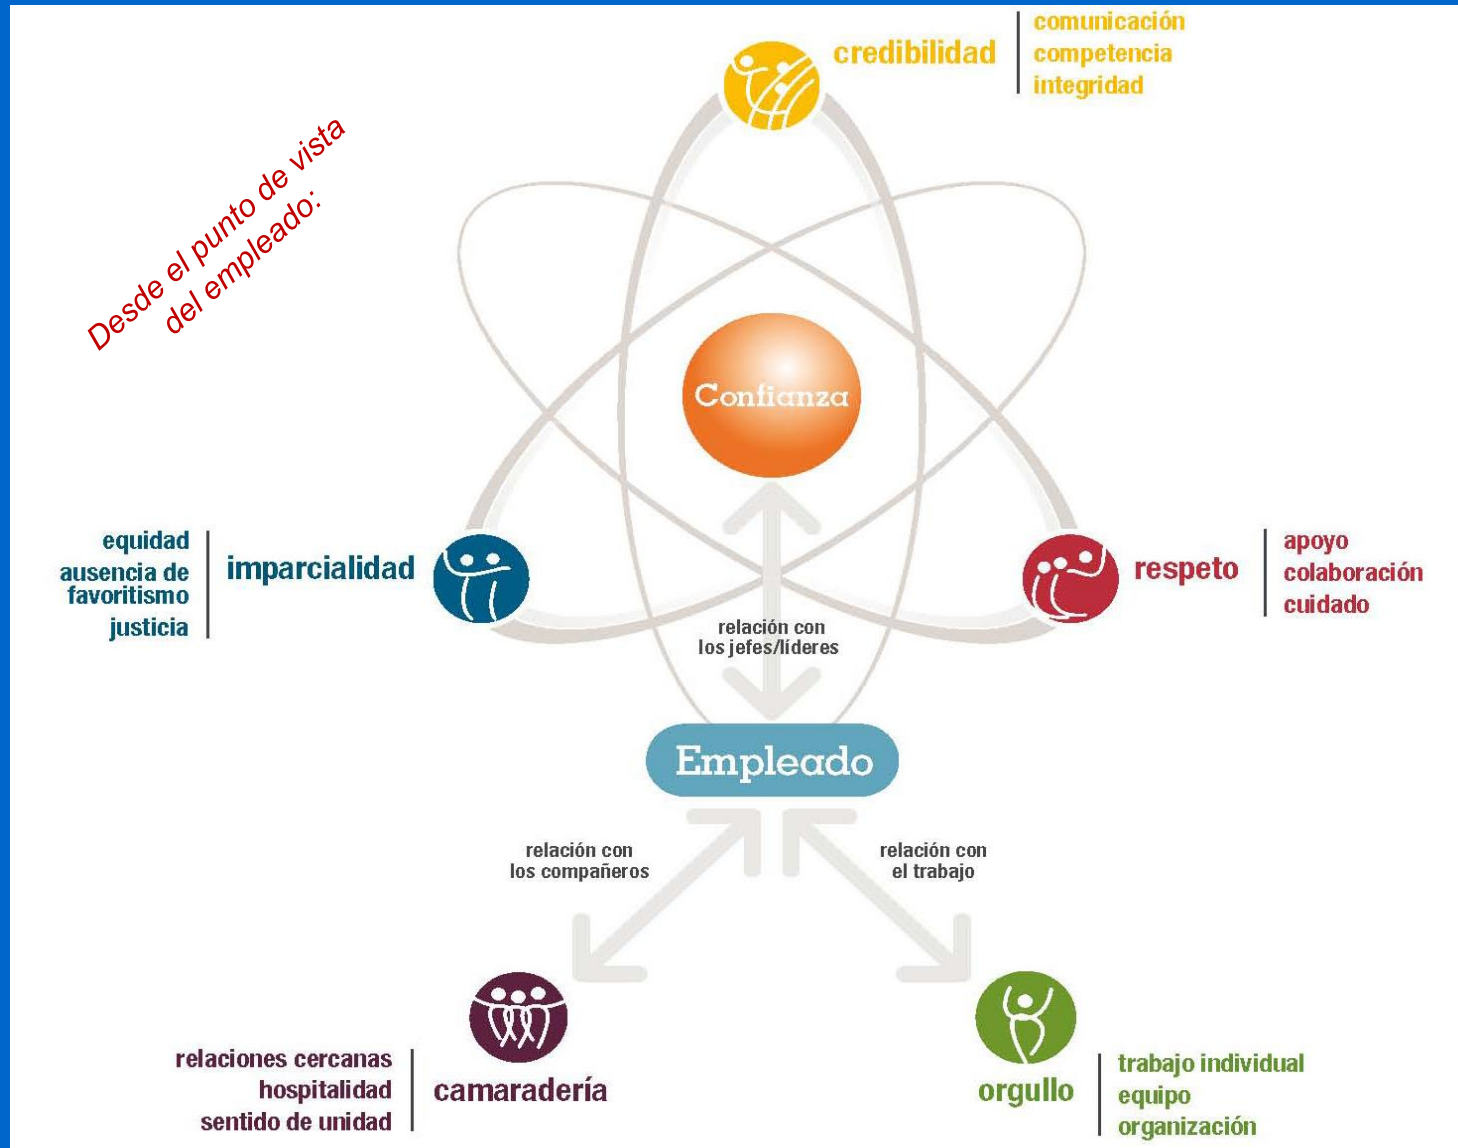 comunicación
credibilidad
competencia
integridad
Desde el punto de vista
del empleado:
Confianza
equidad
ausencia de
favoritismo
justicia
imparcialidad
respeto
apoyo
colaboración
cuidado
relación con
los jefes/líderes
Empleado
relación con
los compañeros
relación con
el trabajo
relaciones cercanas
hospitalidad
sentido de unidad
camaradería
orgullo
trabajo individual
equipo
organización